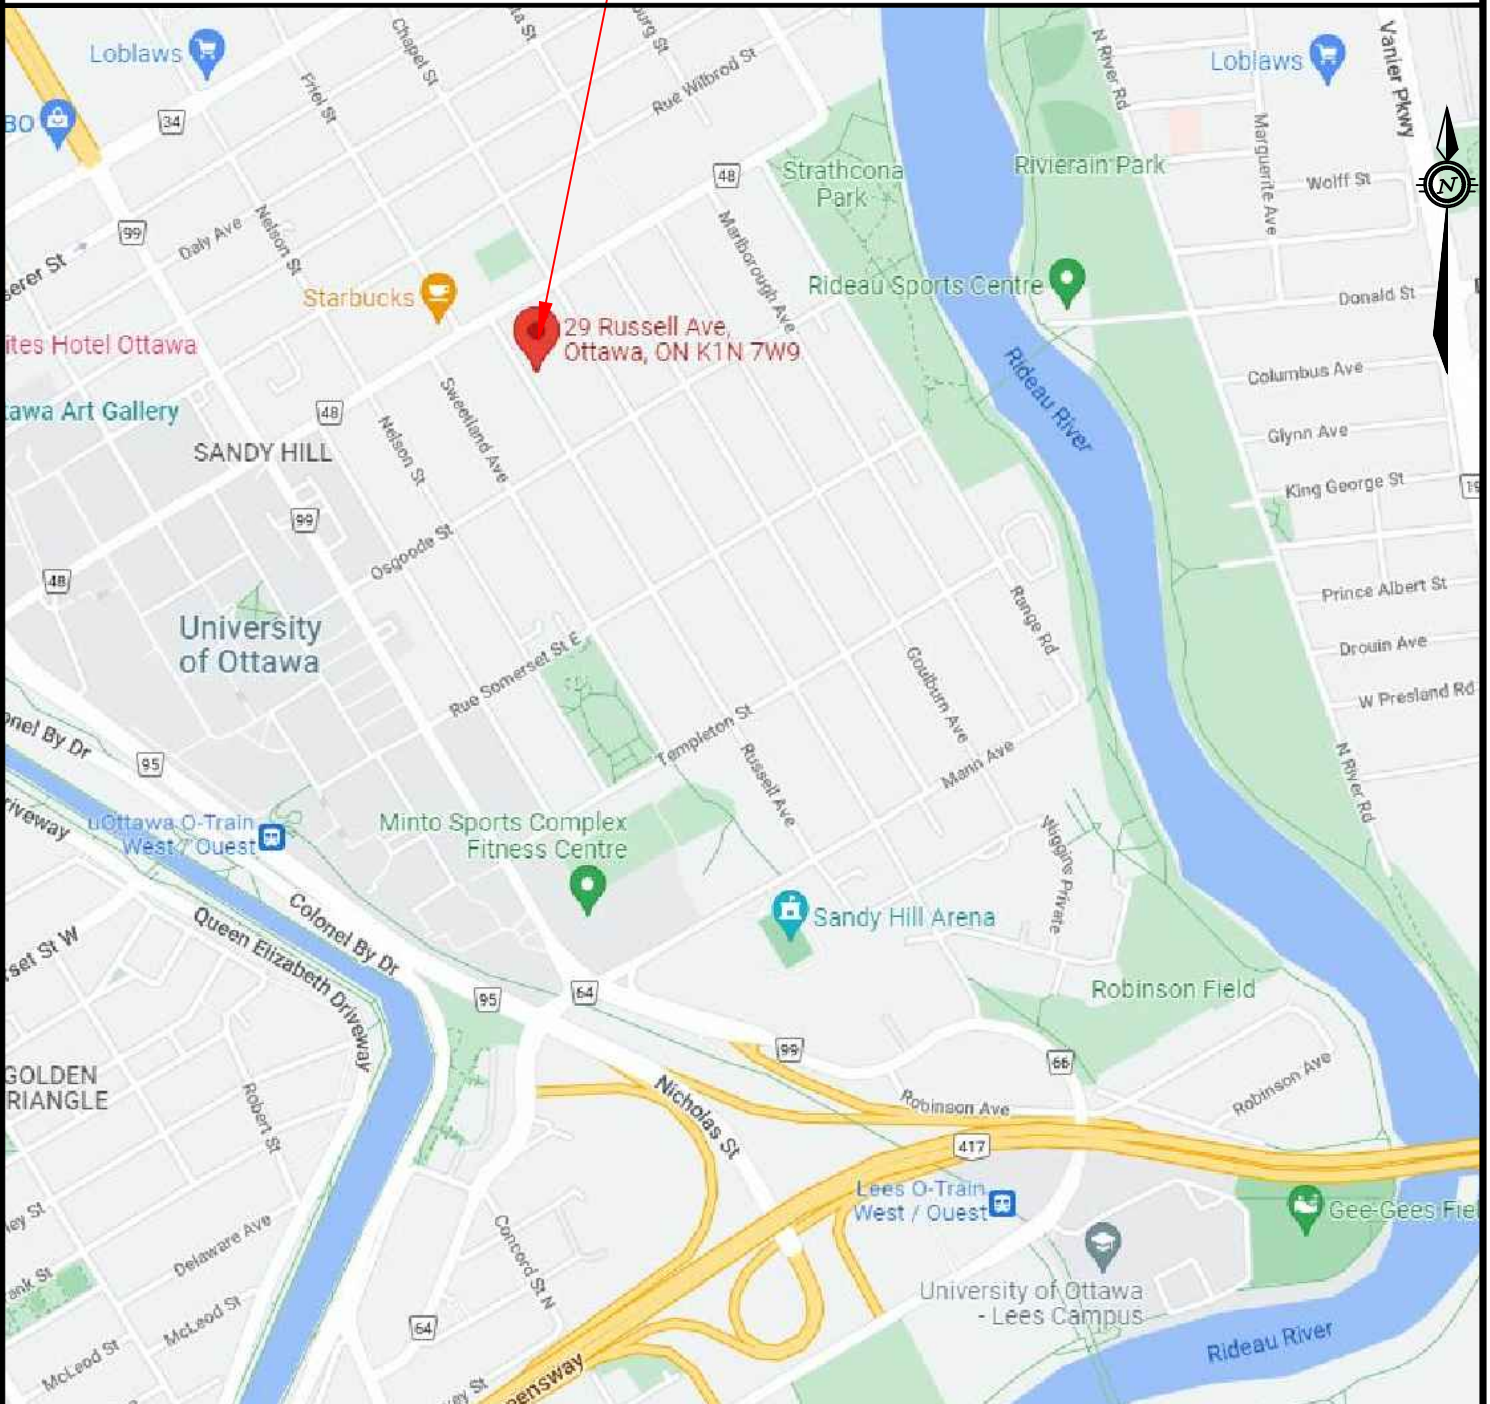 Loblaws
Chapel St
Rue Wilbrod St
N River Rd
Loblaws
Vanier Pkwy
Friel St
34
Marguerite Ave
Strathcona
Park
Rivierain Park
48
Wolff St
N
99
Daly Ave
Nelson St
Marlborough Ave
Rideau Sports Centre
Donald St
Starbucks
29 Russell Ave,
Ottawa, ON K1N 7W9
Hotel Ottawa
Rideau River
Columbus Ave
Art Gallery
48
Sweetland Ave
Nelson St
SANDY HILL
Glynn Ave
King George St
99
Osgoode St
48
Prince Albert St
Range Rd
University
of Ottawa
Rue Somerset St E
Goulburn Ave
Drouin Ave
W Presland Rd
Templeton St
By Dr
95
Russell Ave
Mann Ave
N River Rd
uOttawa O-Train
West / Ouest
Minto Sports Complex
Fitness Centre
Wiggins Private
Colonel By Dr
Queen Elizabeth Driveway
Sandy Hill Arena
St W
95
64
Robinson Field
99
66
GOLDEN
Robert St
Nicholas St
Robinson Ave
Robinson Ave
417
Lees O-Train
West / Ouest
Gee-Gees
Delaware Ave
Concord St N
University of Ottawa
- Lees Campus
McLeod St
64
McLeod St
Rideau River